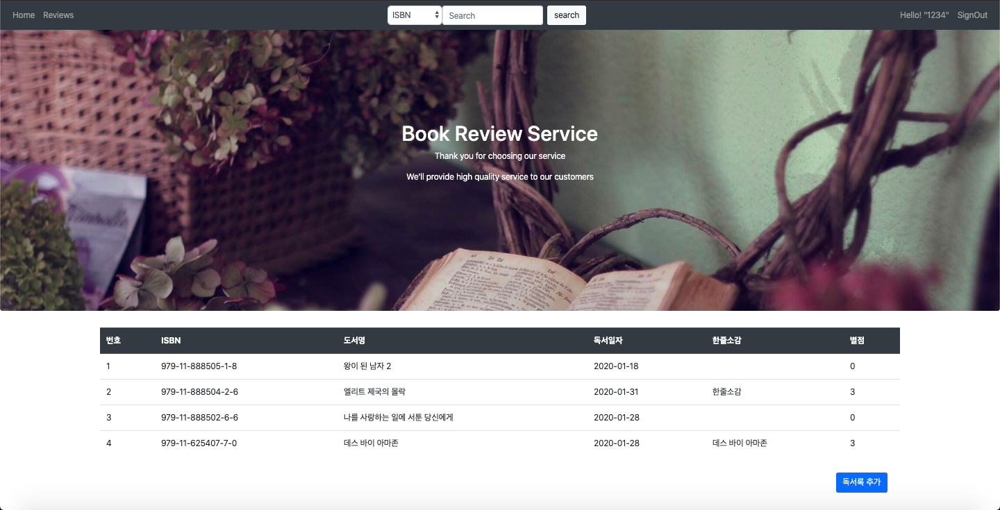 Home Reviews ISBN Search search Hello! "1234" SignOut
Book Review Service
Thank you for choosing our service
We'll provide high quality service to our customers
번호 ISBN 도서명 독서일자 한줄소감 별점
1 979-11-888505-1-8 왕이 된 남자 2 2020-01-18 0
2 979-11-888504-2-6 엘리트 제국의 몰락 2020-01-31 한줄소감 3
3 979-11-888502-6-6 나를 사랑하는 일에 서툰 당신에게 2020-01-28 0
4 979-11-625407-7-0 데스 바이 아마존 2020-01-28 데스 바이 아마존 3
독서록 추가